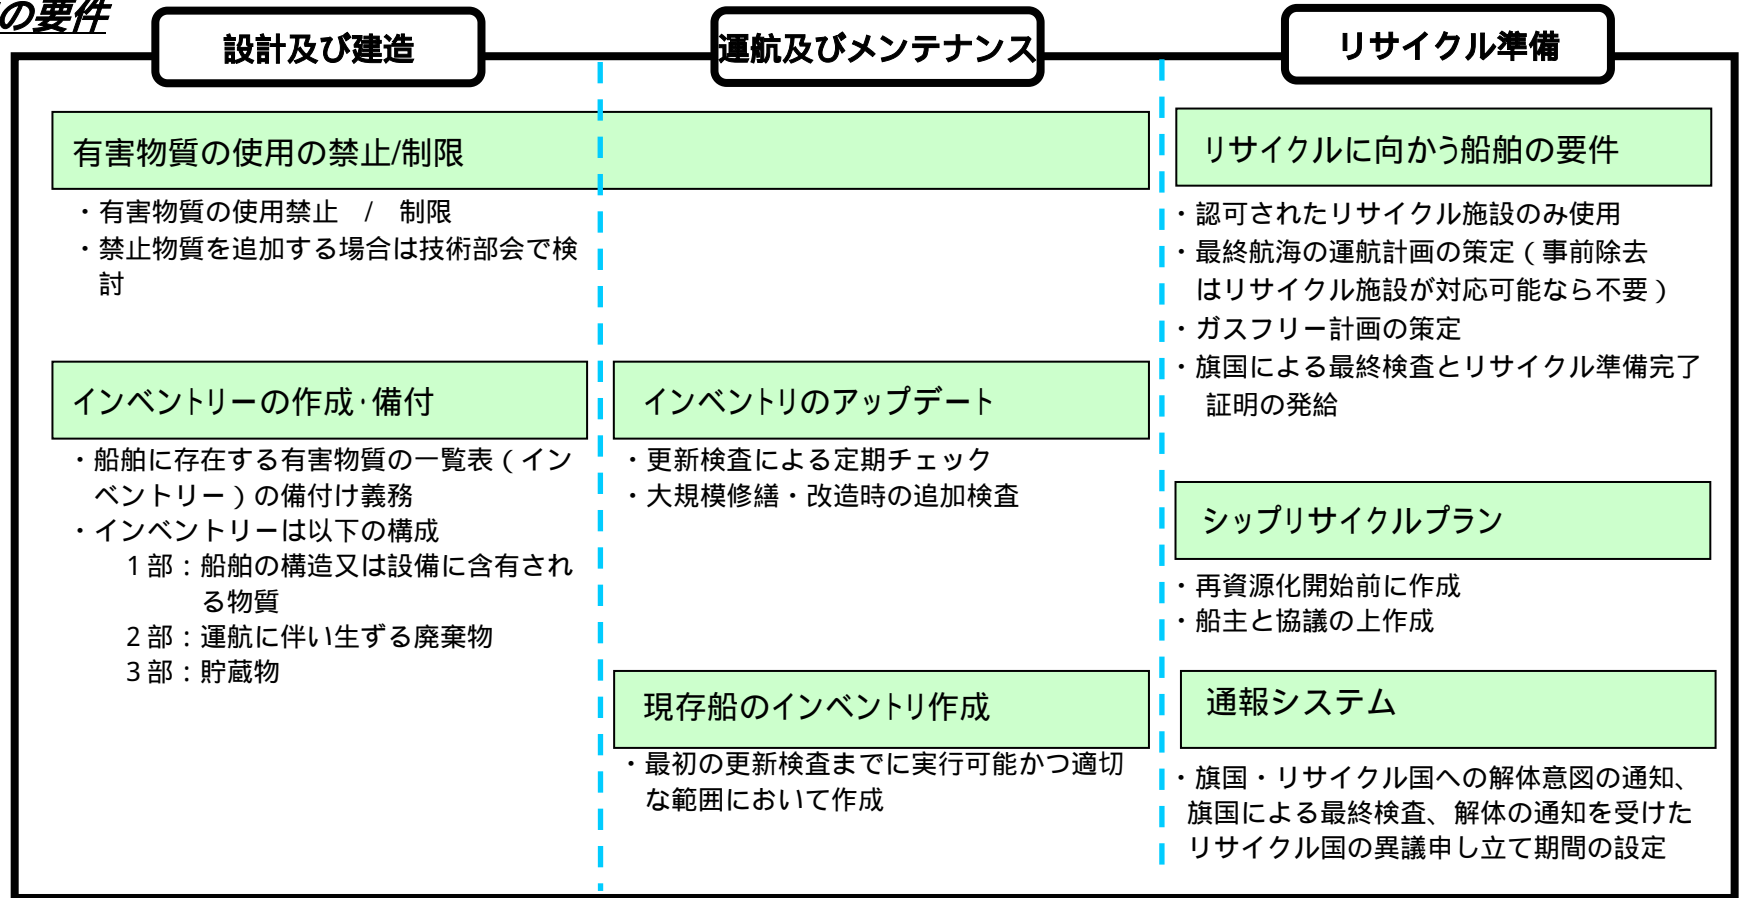 の要件
設計及び建造
運航及びメンテナンス
リサイクル準備
有害物質の使用の禁止/制限
・有害物質の使用禁止　/　制限
・禁止物質を追加する場合は技術部会で検
討
インベントリーの作成・備付
・船舶に存在する有害物質の一覧表（イン
ベントリー）の備付け義務
・インベントリーは以下の構成
1部：船舶の構造又は設備に含有され
る物質
2部：運航に伴い生ずる廃棄物
3部：貯蔵物
インベントリのアップデート
・更新検査による定期チェック
・大規模修繕・改造時の追加検査
現存船のインベントリ作成
・最初の更新検査までに実行可能かつ適切
な範囲において作成
リサイクルに向かう船舶の要件
・認可されたリサイクル施設のみ使用
・最終航海の運航計画の策定（事前除去
はリサイクル施設が対応可能なら不要）
・ガスフリー計画の策定
・旗国による最終検査とリサイクル準備完了
証明の発給
シップリサイクルプラン
・再資源化開始前に作成
・船主と協議の上作成
通報システム
・旗国・リサイクル国への解体意図の通知、
旗国による最終検査、解体の通知を受けた
リサイクル国の異議申し立て期間の設定